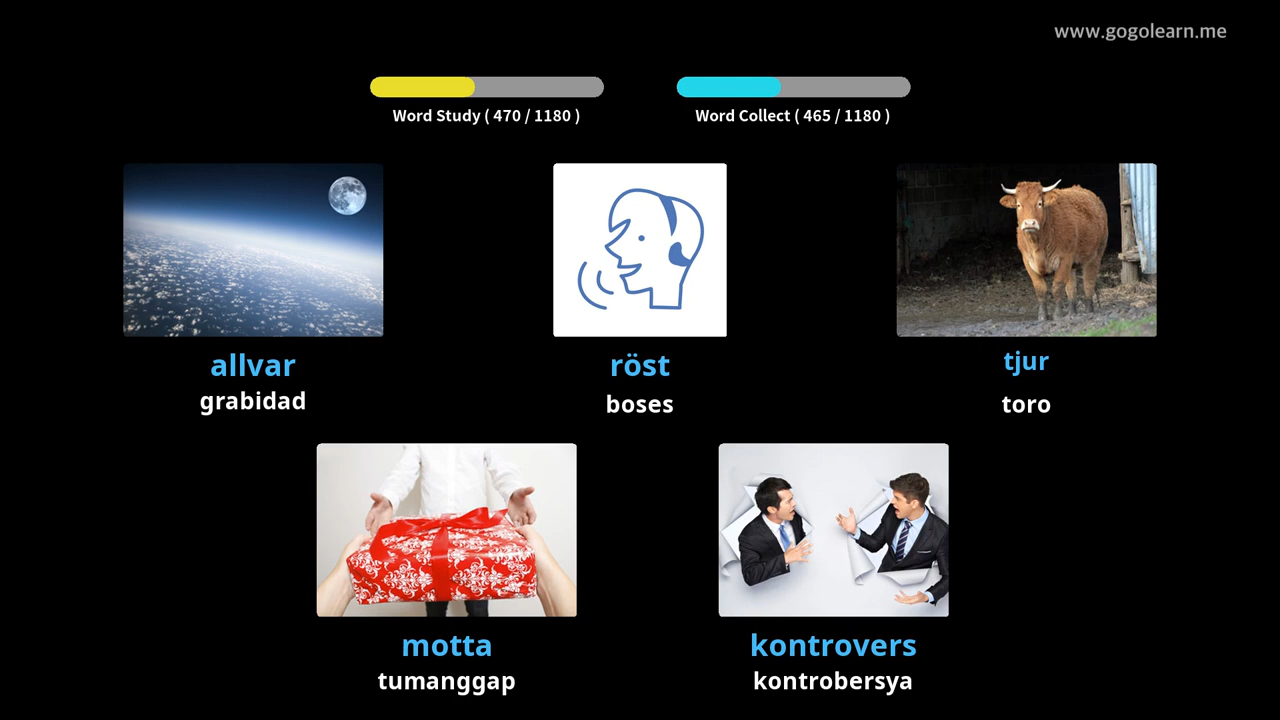 www.gogolearn.me
Word Study ( 470 / 1180 )
Word Collect ( 465 / 1180 )
allvar
grabidad
röst
boses
tjur
toro
motta
tumanggap
kontrovers
kontrobersya